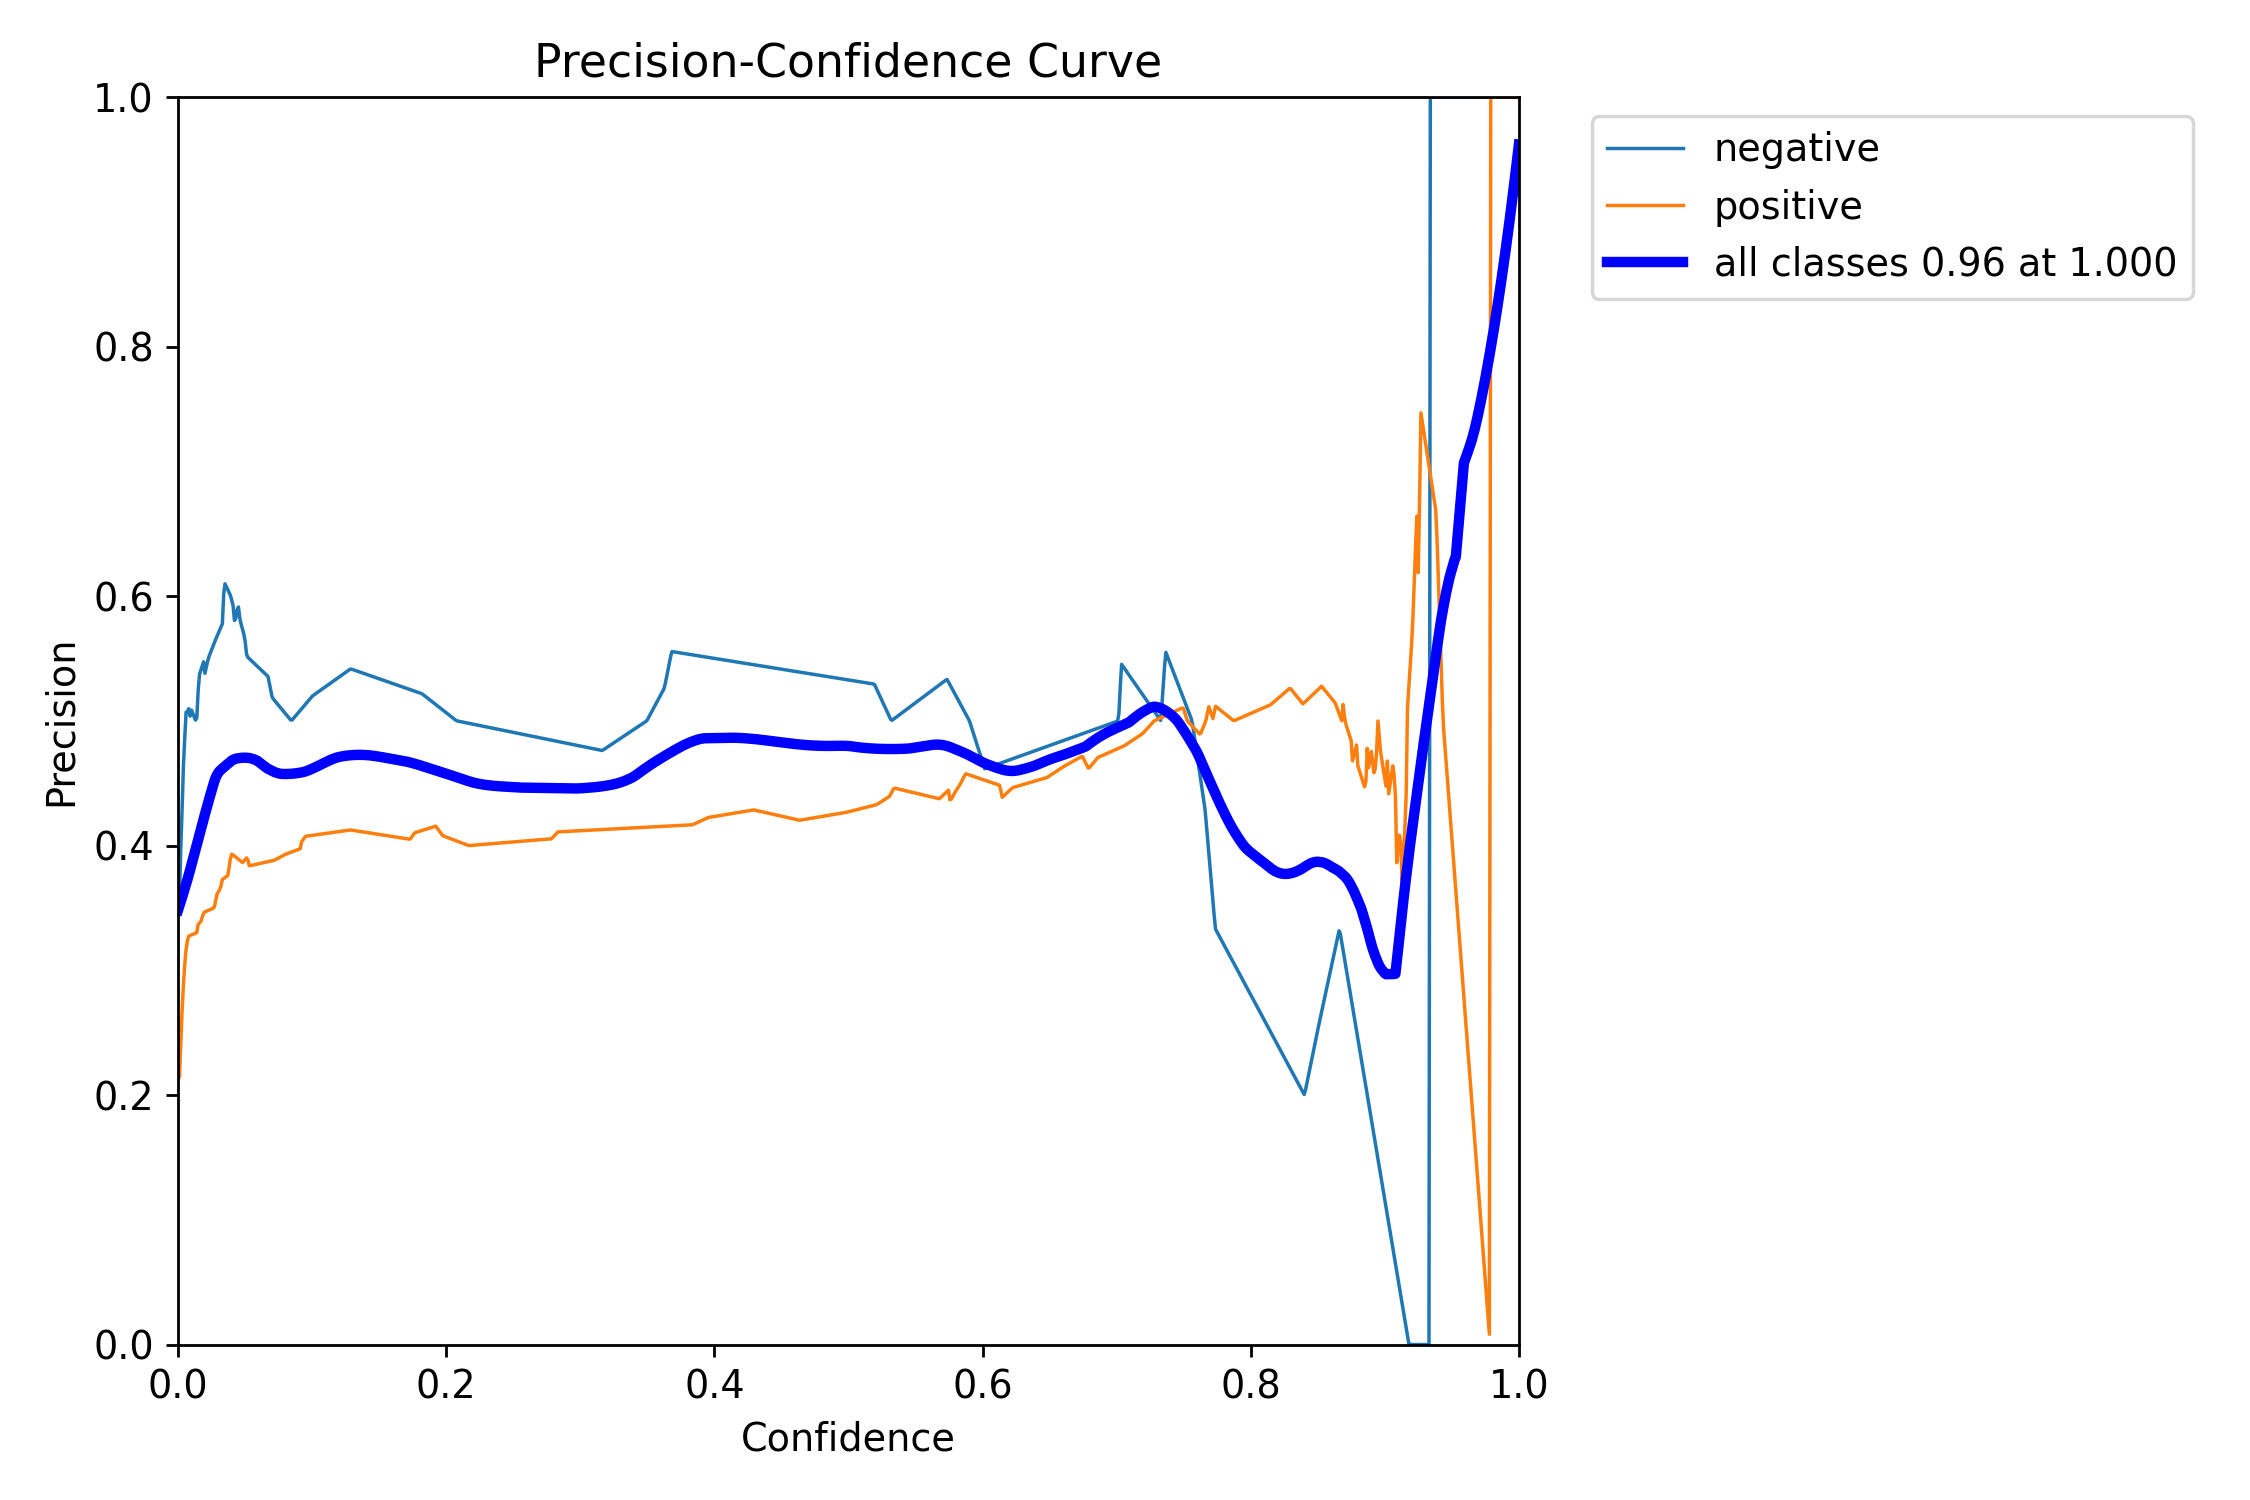 Precision-Confidence Curve
1.0
0.8
0.6
0.4
0.2
0.0
Precision
0.0 0.2 0.4 0.6 0.8 1.0
Confidence
negative
positive
all classes 0.96 at 1.000